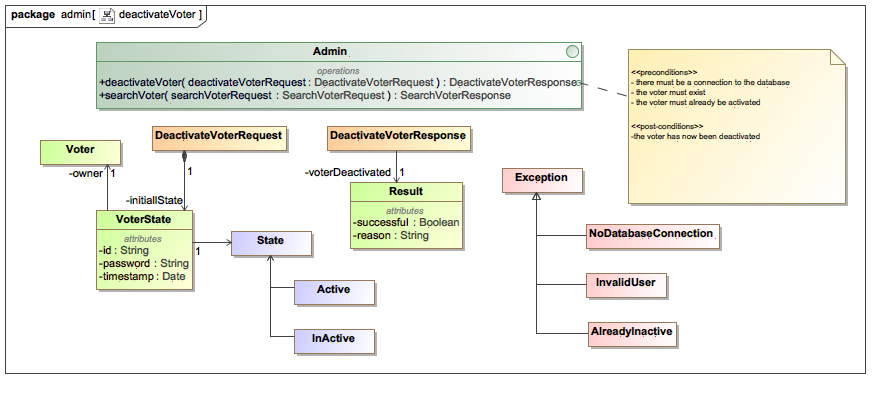 package admin[ deactivateVoter ]
Admin
operations
+deactivateVoter( deactivateVoterRequest : DeactivateVoterRequest ) : DeactivateVoterResponse
+searchVoter( searchVoterRequest : SearchVoterRequest ) : SearchVoterResponse
<<preconditions>>
- there must be a connection to the database
- the voter must exist
- the voter must already be activated
<<post-conditions>>
-the voter has now been deactivated
Voter
-owner 1
DeactivateVoterRequest
1
-initiallState
DeactivateVoterResponse
-voterDeactivated 1
Result
attributes
-successful : Boolean
-reason : String
VoterState
attributes
-id : String
-password : String
-timestamp : Date
1
State
Active
InActive
Exception
NoDatabaseConnection
InvalidUser
AlreadyInactive